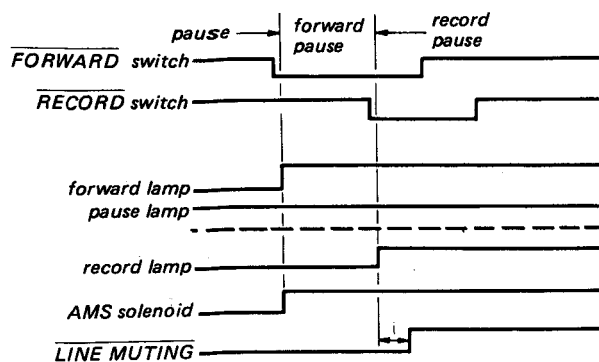 pause
forward
pause
record
pause
FORWARD switch
RECORD switch
forward lamp
pause lamp
record lamp
AMS solenoid
LINE MUTING